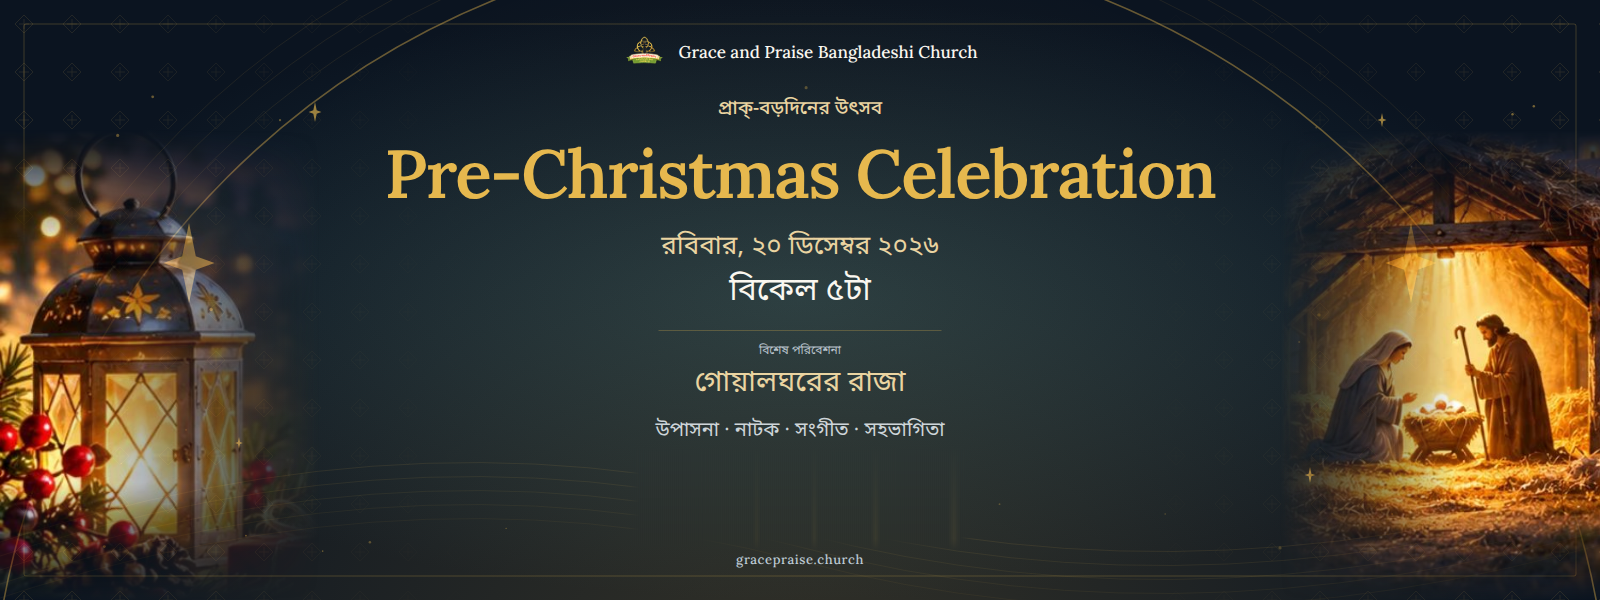 Grace and Praise Bangladeshi Church
প্রাক্-বড়দিনের উৎসব
Pre-Christmas Celebration
রবিবার, ২০ ডিসেম্বর ২০২৬
বিকেল ৫টা
বিশেষ পরিবেশনা
গোয়ালঘরের রাজা
উপাসনা · নাটক · সংগীত · সহভাগিতা
gracepraise.church